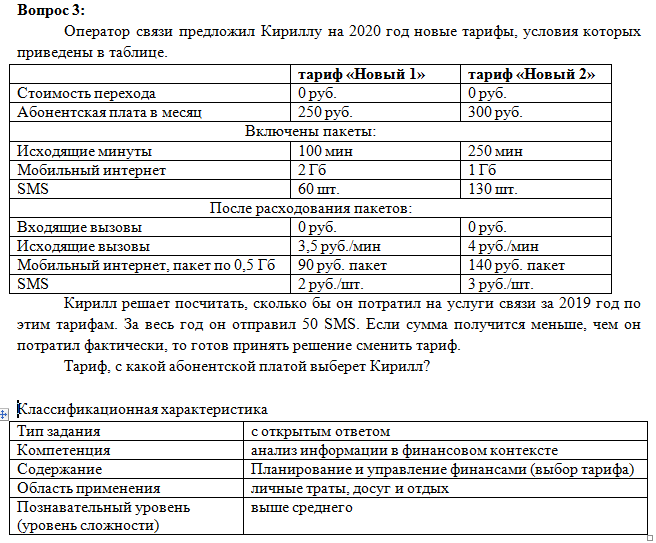 Вопрос 3:
Оператор связи предложил Кириллу на 2020 год новые тарифы, условия которых
приведены в таблице.
тариф «Новый 1» тариф «Новый 2»
Стоимость перехода 0 руб. 0 руб.
Абонентская плата в месяц 250 руб. 300 руб.
Включены пакеты:
Исходящие минуты 100 мин 250 мин
Мобильный интернет 2 Гб 1 Гб
SMS 60 шт. 130 шт.
После расходования пакетов:
Входящие вызовы 0 руб. 0 руб.
Исходящие вызовы 3,5 руб./мин 4 руб./мин
Мобильный интернет, пакет по 0,5 Гб 90 руб. пакет 140 руб. пакет
SMS 2 руб./шт. 3 руб./шт.
Кирилл решает посчитать, сколько бы он потратил на услуги связи за 2019 год по
этим тарифам. За весь год он отправил 50 SMS. Если сумма получится меньше, чем он
потратил фактически, то готов принять решение сменить тариф.
Тариф, с какой абонентской платой выберет Кирилл?
Классификационная характеристика
Тип задания с открытым ответом
Компетенция анализ информации в финансовом контексте
Содержание Планирование и управление финансами (выбор тарифа)
Область применения личные траты, досуг и отдых
Познавательный уровень выше среднего
(уровень сложности)